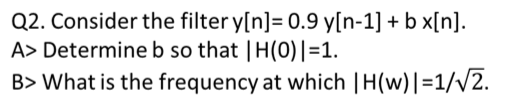 Q2. Consider the filter y[n]= 0.9 y[n-1] + b x[n].
A> Determine b so that |H(0)|=1.
B> What is the frequency at which |H(w)|=1/√2.